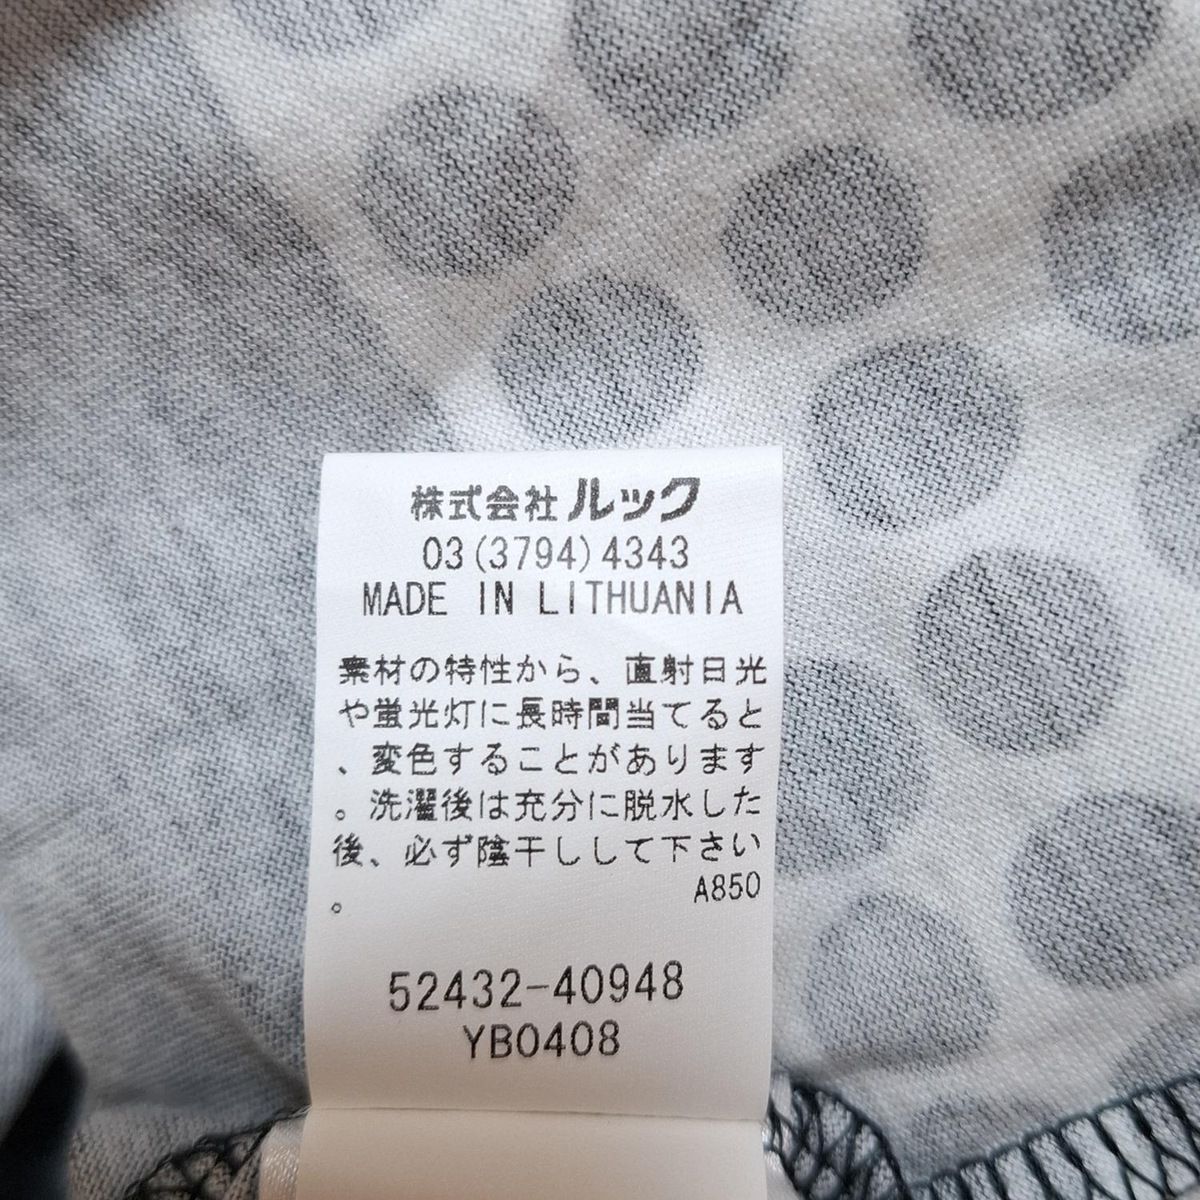 株式会社 ルック
03(3794)4343
MADE IN LITHUANIA
素材の特性から、直射日光
や蛍光灯に長時間当てると
、変色することがあります
。洗濯後は充分に脱水した
後、必ず陰干しして下さい
。 A850
52432-40948
YB0408